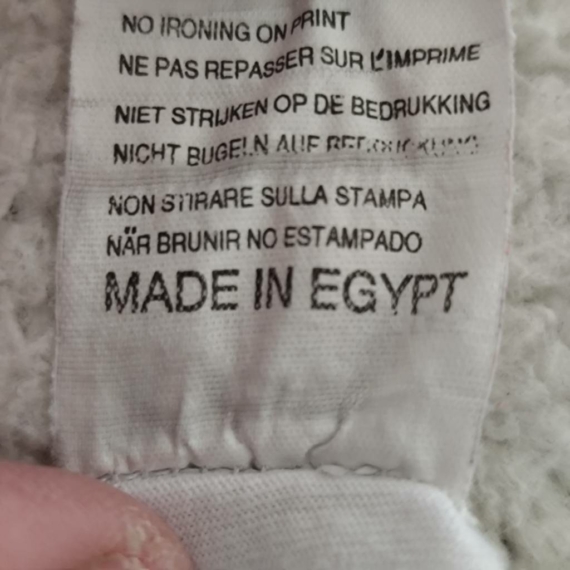 NO IRONING ON PRINT
NE PAS REPASSER SUR L'IMPRIME
NIET STRIJKEN OP DE BEDRUKKING
NICHT BUGELN AUF
NON STIRARE SULLA STAMPA
NÄR BRUNIR NO ESTAMPADO
MADE IN EGYPT